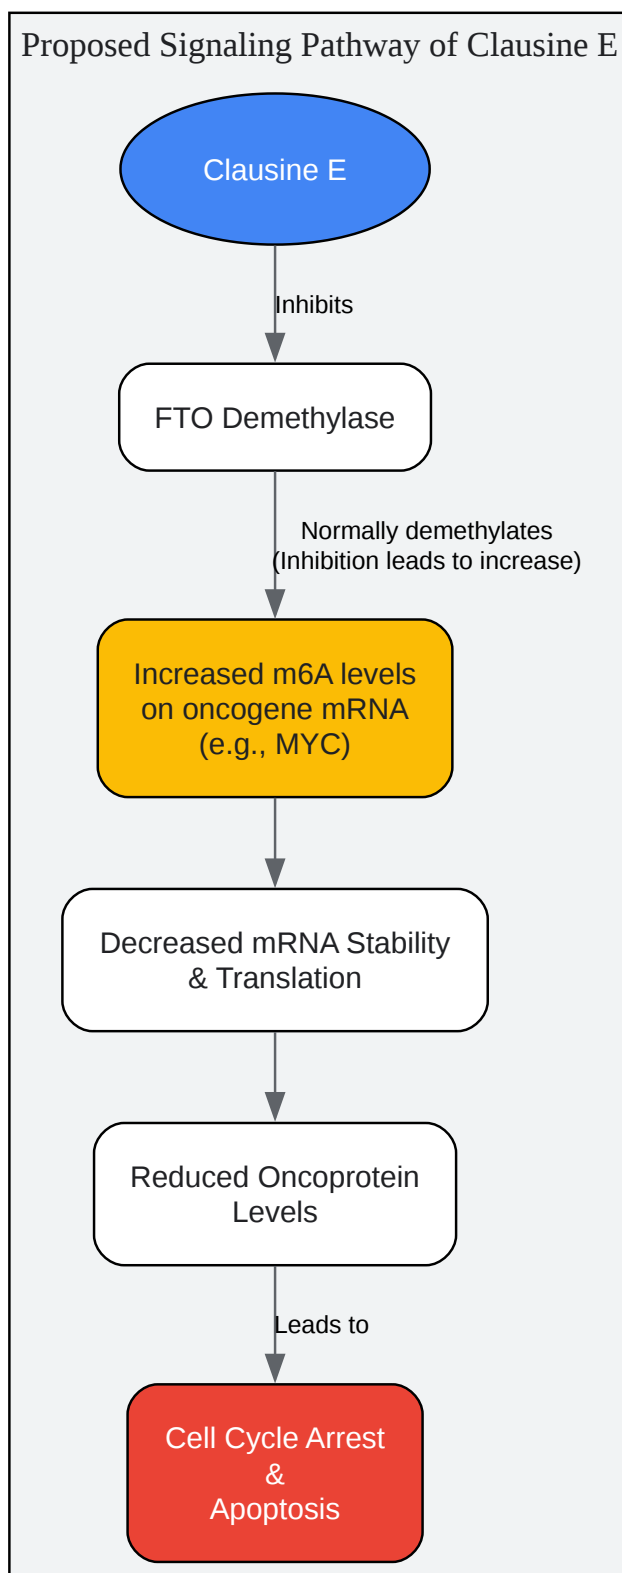 Proposed Signaling Pathway of Clausine E
Clausine E
Inhibits
FTO Demethylase
Normally demethylates
(Inhibition leads to increase)
Increased m6A levels
on oncogene mRNA
(e.g., MYC)
Decreased mRNA Stability
& Translation
Reduced Oncoprotein
Levels
Leads to
Cell Cycle Arrest
&
Apoptosis